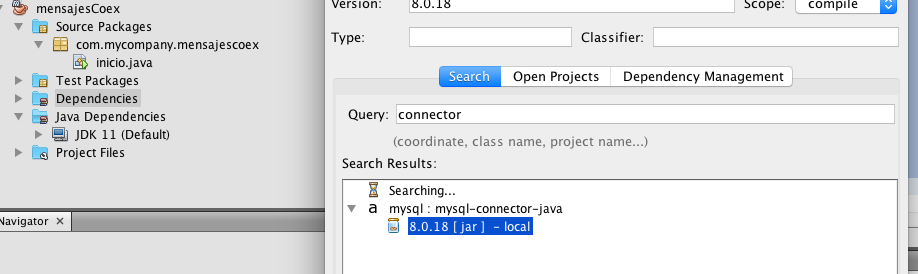 mensajesCoex
Source Packages
com.mycompany.mensajescoex
inicio.java
Test Packages
Dependencies
Java Dependencies
JDK 11 (Default)
Project Files
Navigator ×
Version: 8.0.18 Scope: compile
Type: Classifier:
Search Open Projects Dependency Management
Query: connector
(coordinate, class name, project name...)
Search Results:
Searching...
a mysql : mysql-connector-java
8.0.18 [ jar ] - local